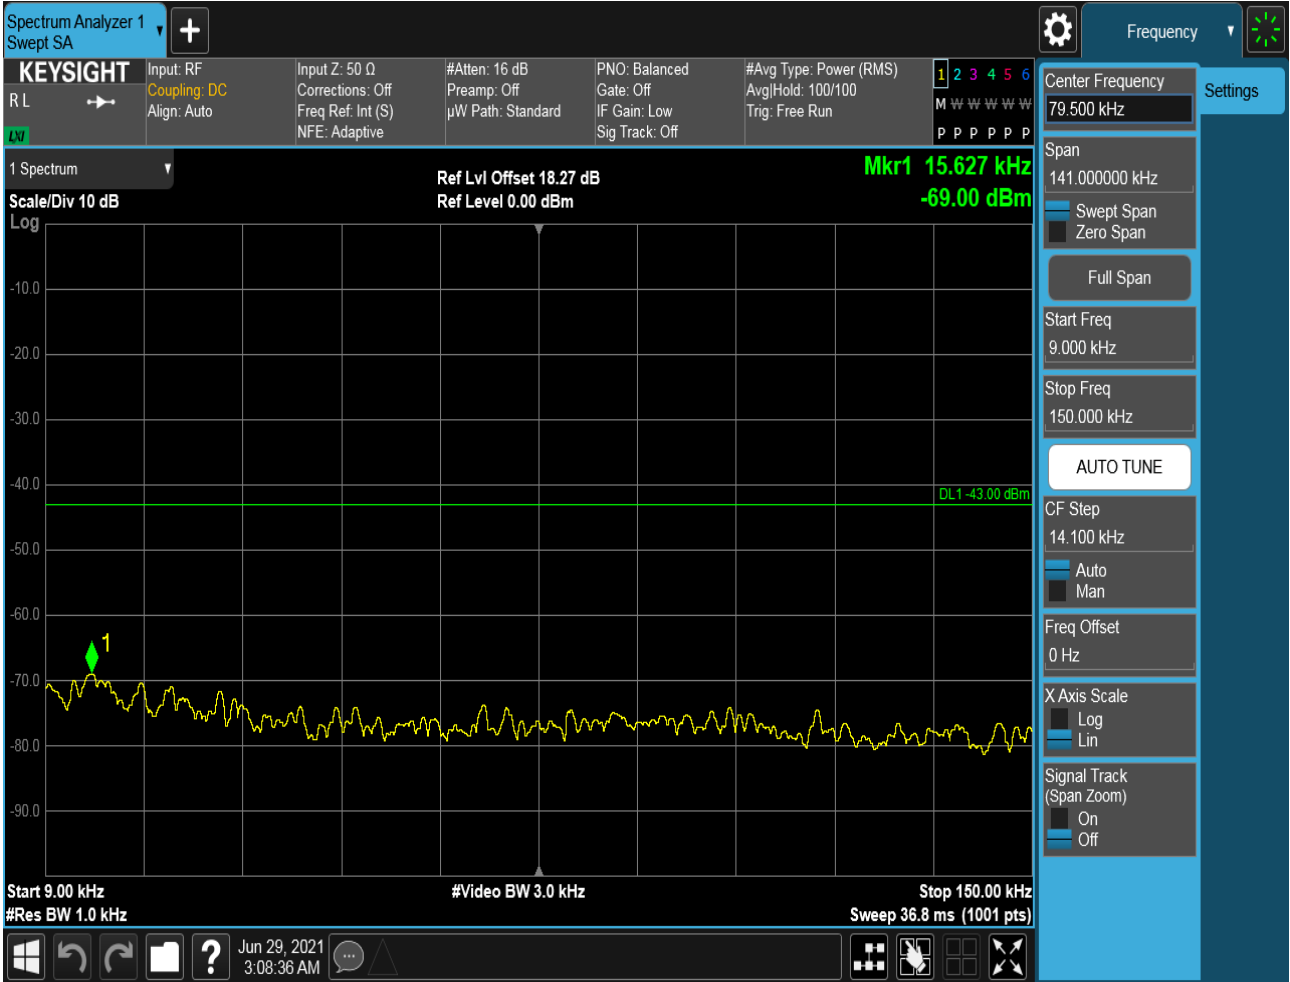 Spectrum Analyzer 1
Swept SA
Frequency
KEYSIGHT
R L
LXI
Input: RF
Coupling: DC
Align: Auto
Input Z: 50 Ω
Corrections: Off
Freq Ref: Int (S)
NFE: Adaptive
#Atten: 16 dB
Preamp: Off
µW Path: Standard
PNO: Balanced
Gate: Off
IF Gain: Low
Sig Track: Off
#Avg Type: Power (RMS)
Avg|Hold: 100/100
Trig: Free Run
1 2 3 4 5 6
M W W W W W
P P P P P P
1 Spectrum
Scale/Div 10 dB
Log
Ref Lvl Offset 18.27 dB
Ref Level 0.00 dBm
Mkr1 15.627 kHz
-69.00 dBm
-10.0
-20.0
-30.0
-40.0
DL1 -43.00 dBm
-50.0
-60.0
1
-70.0
-80.0
-90.0
Start 9.00 kHz
#Video BW 3.0 kHz
Stop 150.00 kHz
#Res BW 1.0 kHz
Sweep 36.8 ms (1001 pts)
Jun 29, 2021
3:08:36 AM
Center Frequency
79.500 kHz
Settings
Span
141.000000 kHz
Swept Span
Zero Span
Full Span
Start Freq
9.000 kHz
Stop Freq
150.000 kHz
AUTO TUNE
CF Step
14.100 kHz
Auto
Man
Freq Offset
0 Hz
X Axis Scale
Log
Lin
Signal Track
(Span Zoom)
On
Off